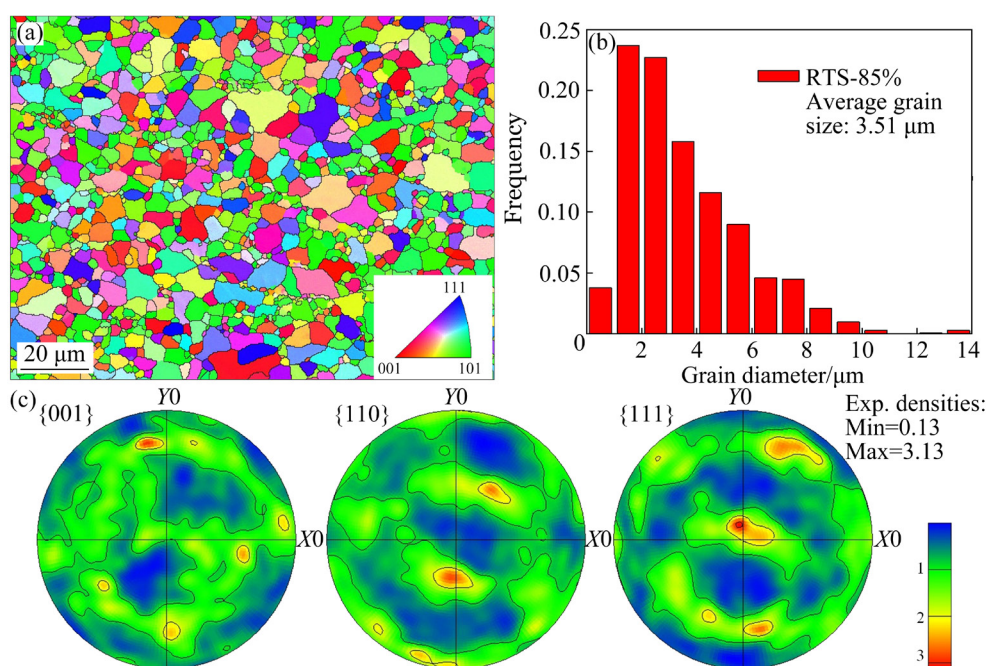 (a)
111
001
101
20 μm
(b)
0.25
0.20
0.15
0.10
0.05
0
2
4
6
8
10
12
14
Frequency
Grain diameter/μm
RTS-85%
Average grain
size: 3.51 μm
(c)
{001}
Y0
X0
{110}
Y0
X0
{111}
Y0
X0
Exp. densities:
Min=0.13
Max=3.13
1
2
3